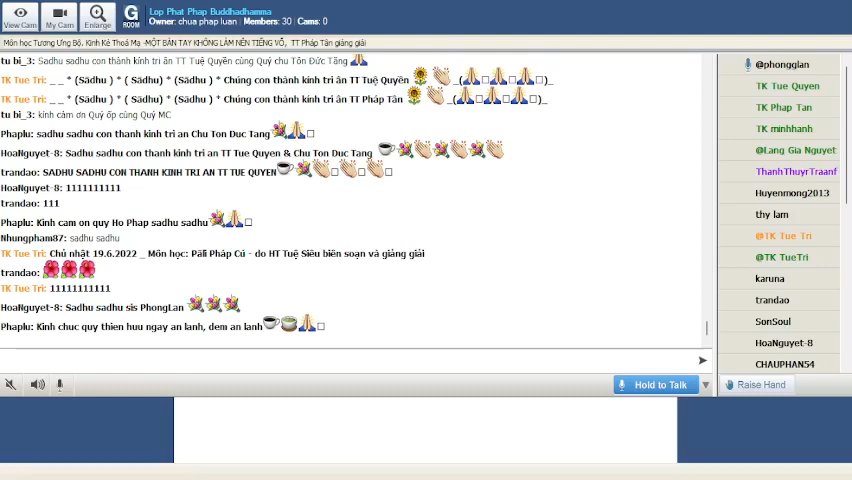 Lop Phat Phap Buddhadhamma
Owner: chua phap luan Members: 30 Cams: 0
View Cam
My Cam
Enlarge
G
ROOM
Môn học Tương Ưng Bộ. Kinh Kẻ Thoá Mạ -MỘT BÀN TAY KHÔNG LÀM NÊN TIẾNG VỖ, TT Pháp Tân giảng giải
tu bi_3: Sadhu sadhu con thành kính tri ân TT Tuệ Quyền cùng Quý chư Tôn Đức Tăng
TK Tue Tri: _ _ * (Sādhu ) * ( Sādhu) * (Sādhu ) * Chúng con thành kính tri ân TT Tuệ Quyền _( )_
TK Tue Tri: _ _ * (Sādhu ) * ( Sādhu) * (Sādhu ) * Chúng con thành kính tri ân TT Pháp Tân _( )_
tu bi_3: kính cảm ơn Quý ốp cùng Quý MC
Phaplu: sadhu sadhu con thanh kinh tri an Chu Ton Duc Tang
HoaNguyet-8: Sadhu sadhu con thanh kinh tri an TT Tue Quyen & Chu Ton Duc Tang
trandao: SADHU SADHU CON THANH KINH TRI AN TT TUE QUYEN
HoaNguyet-8: 1111111111
trandao: 111
Phaplu: Kinh cam on quy Ho Phap sadhu sadhu
Nhungpham87: sadhu sadhu
TK Tue Tri: Chủ nhật 19.6.2022 _ Môn học: Pāli Pháp Cú - do HT Tuệ Siêu biên soạn và giảng giải
trandao:
TK Tue Tri: 11111111111
HoaNguyet-8: Sadhu sadhu sis PhongLan
Phaplu: Kinh chuc quy thien huu ngay an lanh, dem an lanh
Hold to Talk
@phongglan
TK Tue Quyen
TK Phap Tan
TK minhhanh
@Lang Gia Nguyet
ThanhThuyrTraanf
Huyenmong2013
thy lam
@TK Tue Tri
@TK TueTri
karuna
trandao
SonSoul
HoaNguyet-8
CHAUPHAN54
Raise Hand